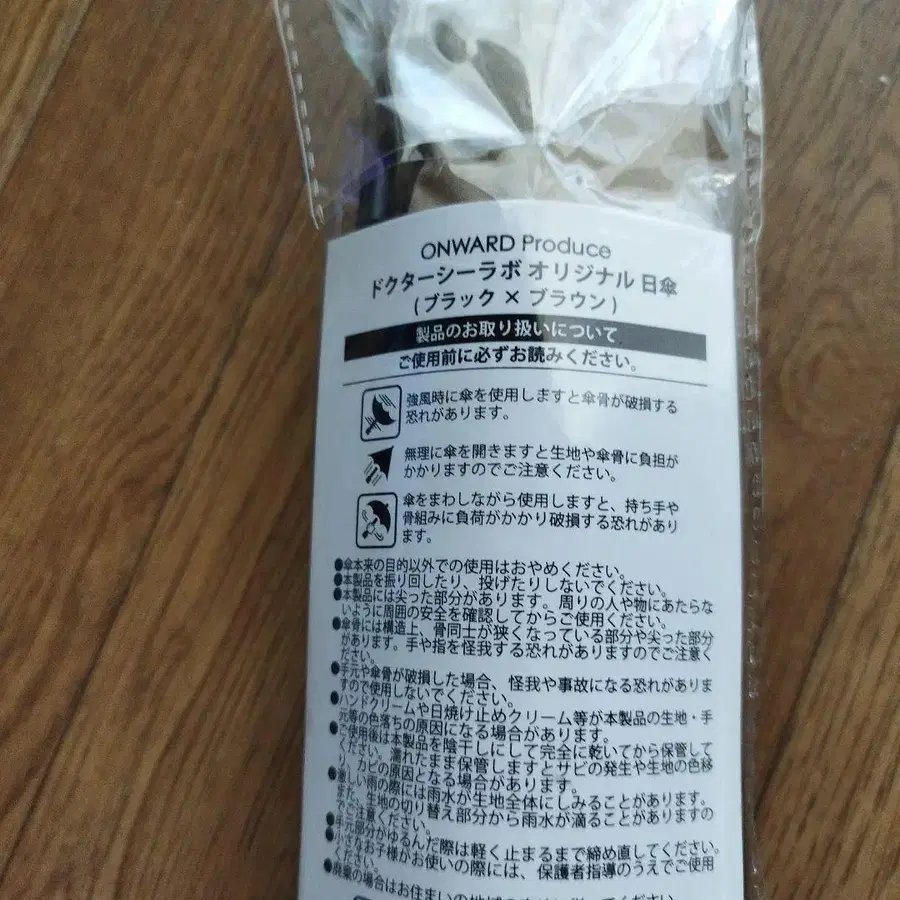 ONWARD Produce
ドクターシーラボ オリジナル 日傘
(ブラック × ブラウン)
製品のお取り扱いについて
ご使用前に必ずお読みください。
強風時に傘を使用しますと傘骨が破損する
恐れがあります。
無理に傘を開きますと生地や傘骨に負担が
かかりますのでご注意ください。
傘をまわしながら使用しますと、持ち手や
骨組みに負荷がかかり破損する恐れがあり
ます。
●傘本来の目的以外での使用はおやめください。
●本製品を振り回したり、投げたりしないでください。
●本製品には尖った部分があります。周りの人や物にあたらな
いように周囲の安全を確認してからご使用ください。
●傘骨には構造上、骨同士が狭くなっている部分や尖った部分
があります。手や指を怪我する恐れがありますのでご注意く
ださい。
●手元や傘骨が破損した場合、怪我や事故になる恐れがありま
すので使用しないでください。
●ハンドクリームや日焼け止めクリーム等が本製品の生地・手
元等の色落ちの原因になる場合があります。
●ご使用後は本製品を陰干しにして完全に乾いてから保管して
ください。濡れたまま保管しますとサビの発生や生地の色移
り、カビの原因となる場合があります。
●激しい雨の際には雨水が生地全体にしみることがあります。
また、生地の切り替え部分から雨水が滴ることがありますの
でご注意ください。
●手元部分がゆるんだ際は軽く止まるまで締め直してください。
●小さなお子様がお使いの際には、保護者指導のうえでご使用
ください。
●廃棄の場合はお住まいの地域の